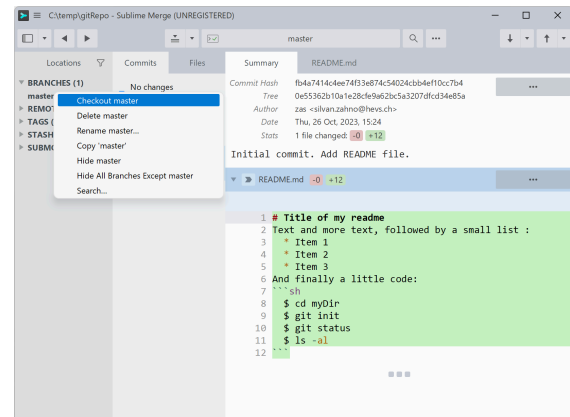 C:\temp\gitRepo - Sublime Merge (UNREGISTERED)
master
Locations
Commits
Files
Summary
README.md
BRANCHES (1)
master
REMOT
TAGS (
STASH
SUBMO
Checkout master
Delete master
Rename master...
Copy 'master'
Hide master
Hide All Branches Except master
Search...
No changes
Commit Hash fb4a7414c4ee74f33e874c54024cbb4ef10cc7b4
Tree 0e55362b10a1e28cfe9a62bc5a3207dfcd34e85a
Author zas <silvan.zahno@hevs.ch>
Date Thu, 26 Oct, 2023, 15:24
Stats 1 file changed: -0 +12
Initial commit. Add README file.
README.md -0 +12
1 # Title of my readme
2 Text and more text, followed by a small list :
3 * Item 1
4 * Item 2
5 * Item 3
6 And finally a little code:
7 ```sh
8 $ cd myDir
9 $ git init
10 $ git status
11 $ ls -al
12 ```